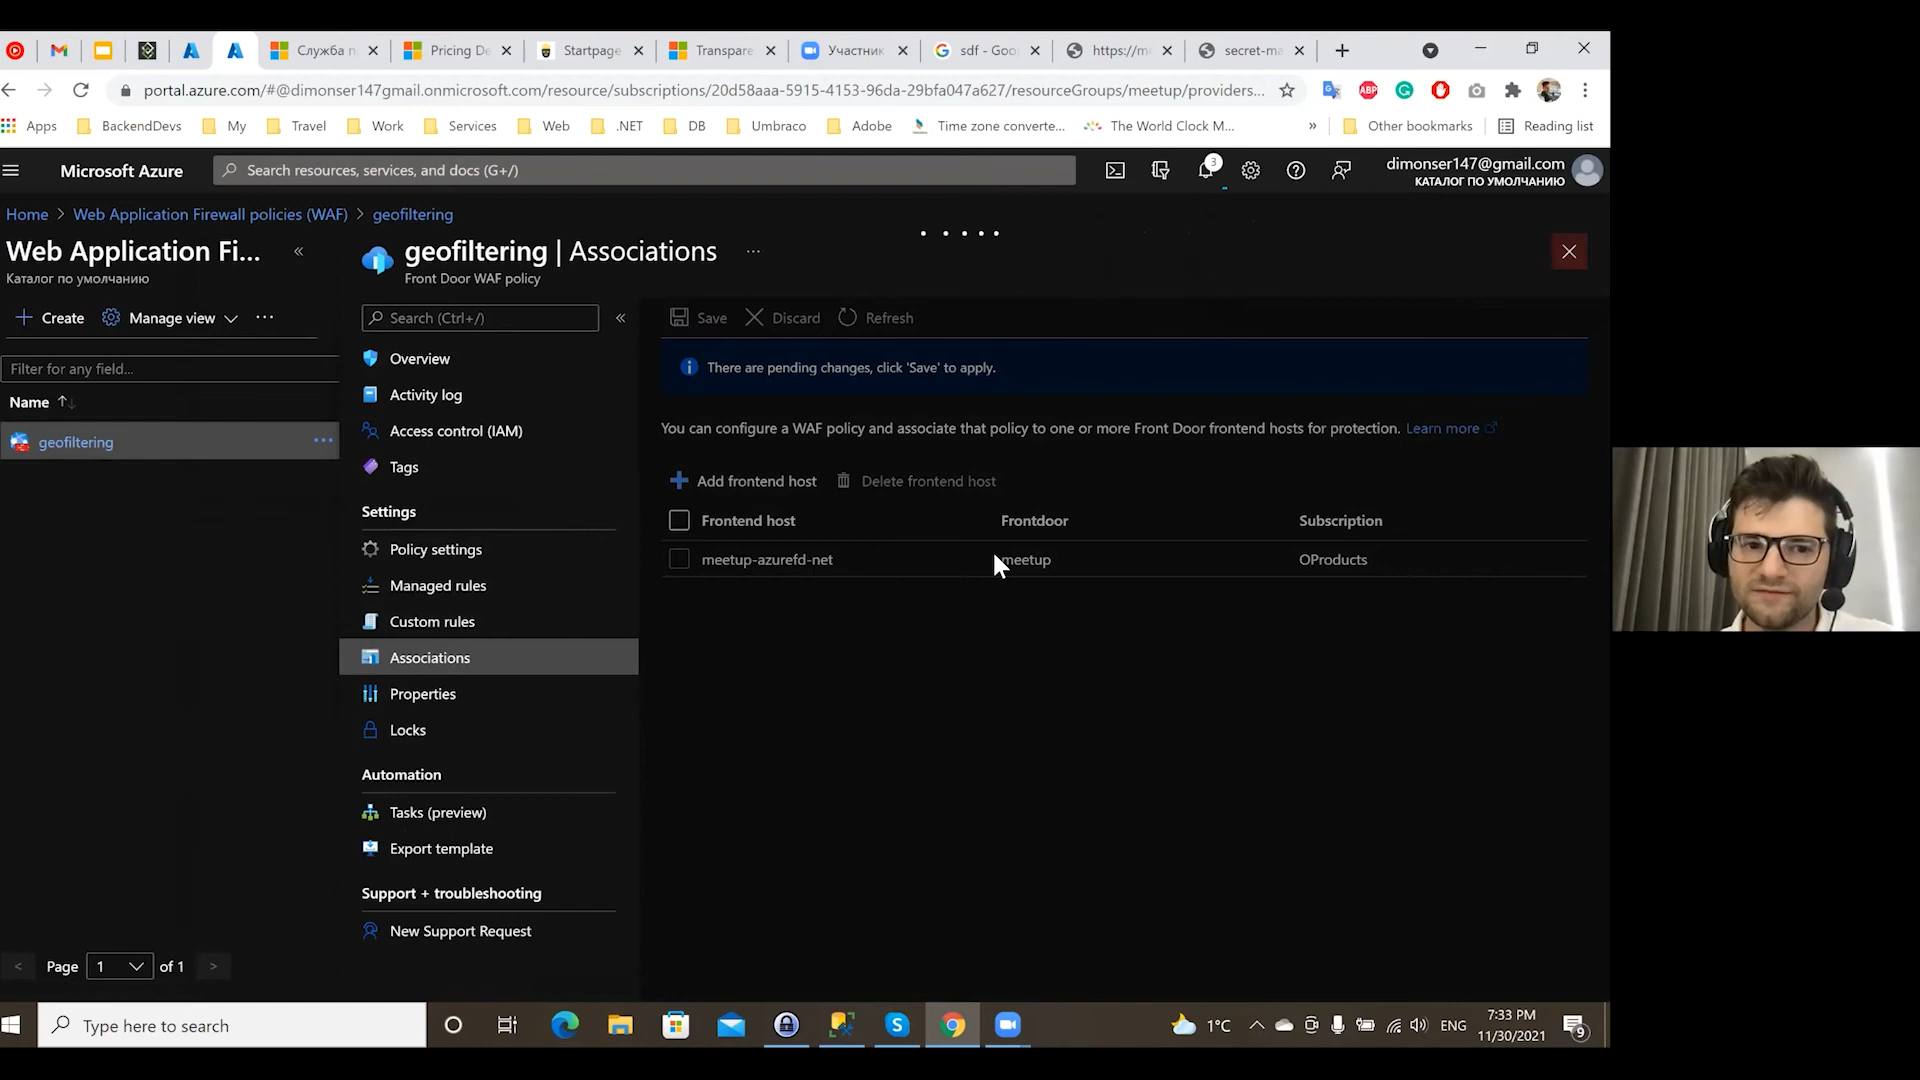 Служба п
Pricing De
Startpage
Transpare
Участник
sdf - Goo
https://m
secret-ma
portal.azure.com/#@dimonser147gmail.onmicrosoft.com/resource/subscriptions/20d58aaa-5915-4153-96da-29bfa047a627/resourceGroups/meetup/providers...
ABP
Apps
BackendDevs
My
Travel
Work
Services
Web
.NET
DB
Umbraco
Adobe
Time zone converte...
The World Clock M...
»
Other bookmarks
Reading list
Microsoft Azure
Search resources, services, and docs (G+/)
3
dimonser147@gmail.com
КАТАЛОГ ПО УМОЛЧАНИЮ
Home > Web Application Firewall policies (WAF) > geofiltering
Web Application Fi... «
Каталог по умолчанию
Create
Manage view
...
Filter for any field...
Name ↑↓
geofiltering ...
< Page 1 of 1 >
geofiltering | Associations ...
Front Door WAF policy
Search (Ctrl+/) «
Overview
Activity log
Access control (IAM)
Tags
Settings
Policy settings
Managed rules
Custom rules
Associations
Properties
Locks
Automation
Tasks (preview)
Export template
Support + troubleshooting
New Support Request
Save
Discard
Refresh
There are pending changes, click 'Save' to apply.
You can configure a WAF policy and associate that policy to one or more Front Door frontend hosts for protection. Learn more
Add frontend host
Delete frontend host
Frontend host
Frontdoor
Subscription
meetup-azurefd-net
meetup
OProducts
Type here to search
1°C
ENG
7:33 PM
11/30/2021
9